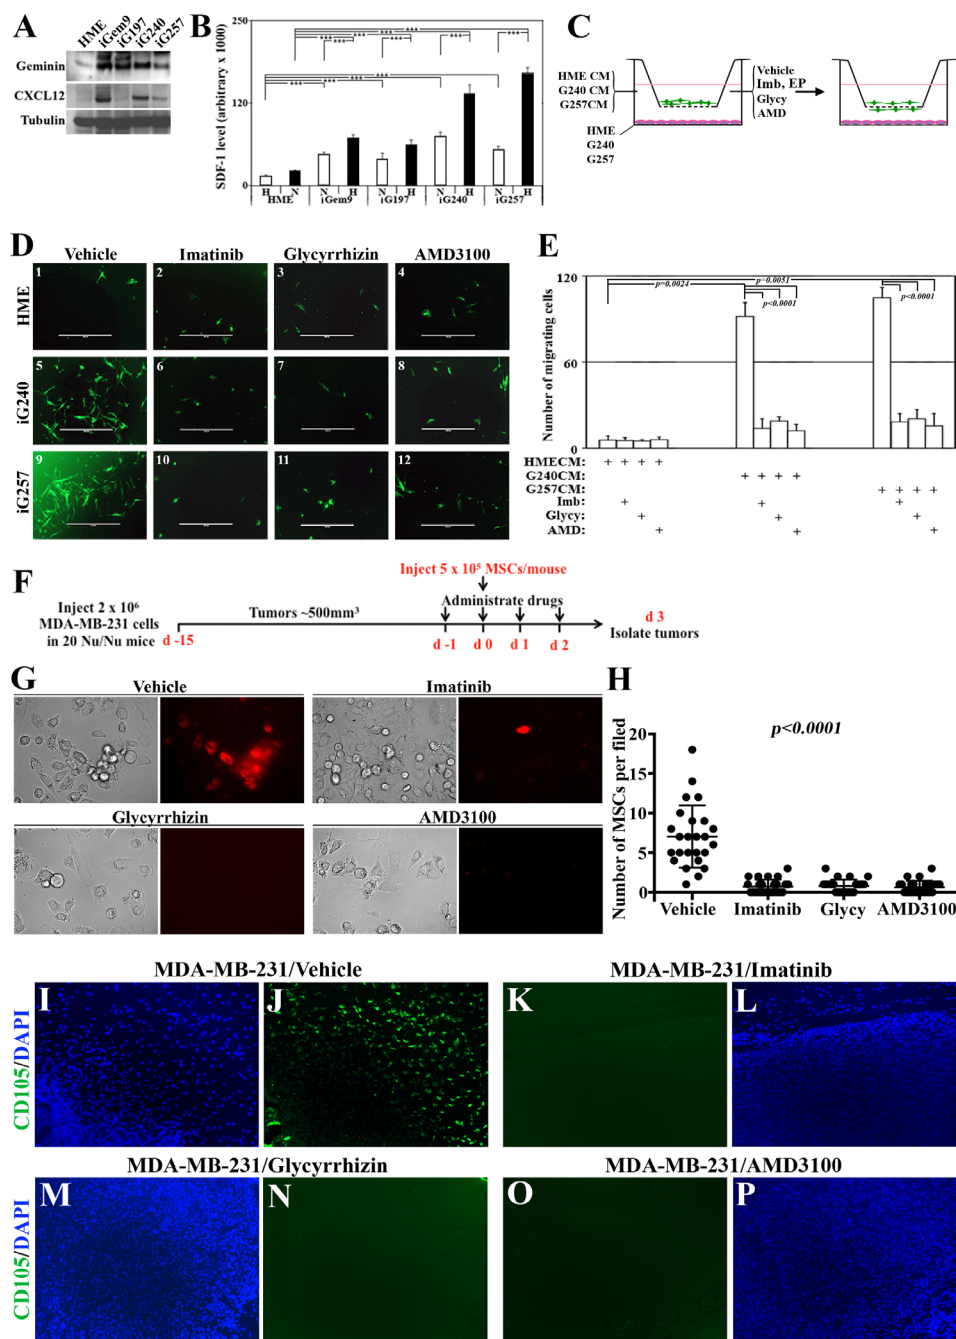 A
HME
iGem9
iG197
iG240
iG257
Geminin
CXCL12
Tubulin
B
SDF-1 level (arbitrary x 1000)
250
125
0
***
***
***
***
***
***
***
***
***
***
***
H N N H N H N H N H
HME iGem9 iG197 iG240 iG257
C
HME CM
G240 CM
G257CM
HME
G240
G257
Vehicle
Imb, EP
Glycy
AMD
D
Vehicle Imatinib Glycyrrhizin AMD3100
HME
1 2 3 4
iG240
5 6 7 8
iG257
9 10 11 12
E
Number of migrating cells
120
60
0
p=0.0024
p=0.0051
p<0.0001
p<0.0001
HMECM: + + + +
G240CM: + + + +
G257CM: + + + +
Imb: + + +
Glycy: + + +
AMD: + + +
F
Inject 5 x 10⁵ MSCs/mouse
Inject 2 x 10⁶
MDA-MB-231 cells
in 20 Nu/Nu mice
d -15
Tumors ~500mm³
Administrate drugs
d -1 d 0 d 1 d 2
d 3
Isolate tumors
G
Vehicle Imatinib
Glycyrrhizin AMD3100
H
p<0.0001
Number of MSCs per filed
20
15
10
5
0
Vehicle Imatinib Glycy AMD3100
MDA-MB-231/Vehicle MDA-MB-231/Imatinib
CD105/DAPI
I J K L
MDA-MB-231/Glycyrrhizin MDA-MB-231/AMD3100
CD105/DAPI
M N O P